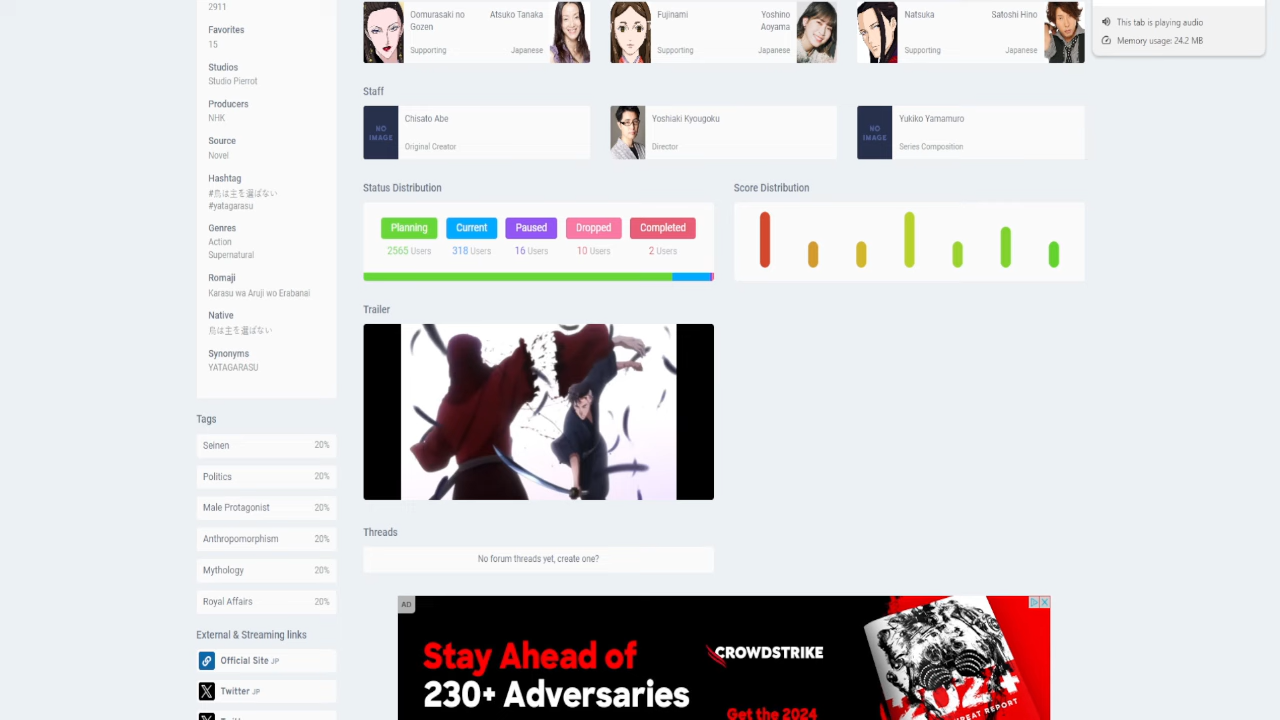 2911
Favorites
15
Studios
Studio Pierrot
Producers
NHK
Source
Novel
Hashtag
#烏は主を選ばない
#yatagarasu
Genres
Action
Supernatural
Romaji
Karasu wa Aruji wo Erabanai
Native
烏は主を選ばない
Synonyms
YATAGARASU
Tags
Seinen 20%
Politics 20%
Male Protagonist 20%
Anthropomorphism 20%
Mythology 20%
Royal Affairs 20%
External & Streaming links
Official Site JP
Twitter JP
Oomurasaki no Gozen
Supporting
Atsuko Tanaka
Japanese
Fujinami
Supporting
Yoshino
Aoyama
Japanese
Natsuka
Supporting
Satoshi Hino
Japanese
Staff
NO
IMAGE
Chisato Abe
Original Creator
Yoshiaki Kyougoku
Director
NO
IMAGE
Yukiko Yamamuro
Series Composition
Status Distribution
Planning Current Paused Dropped Completed
2565 Users 318 Users 16 Users 10 Users 2 Users
Score Distribution
Trailer
Threads
No forum threads yet, create one?
AD
Stay Ahead of
230+ Adversaries
CROWDSTRIKE
Get the 2024
THREAT REPORT
This tab is playing audio
Memory usage: 24.2 MB